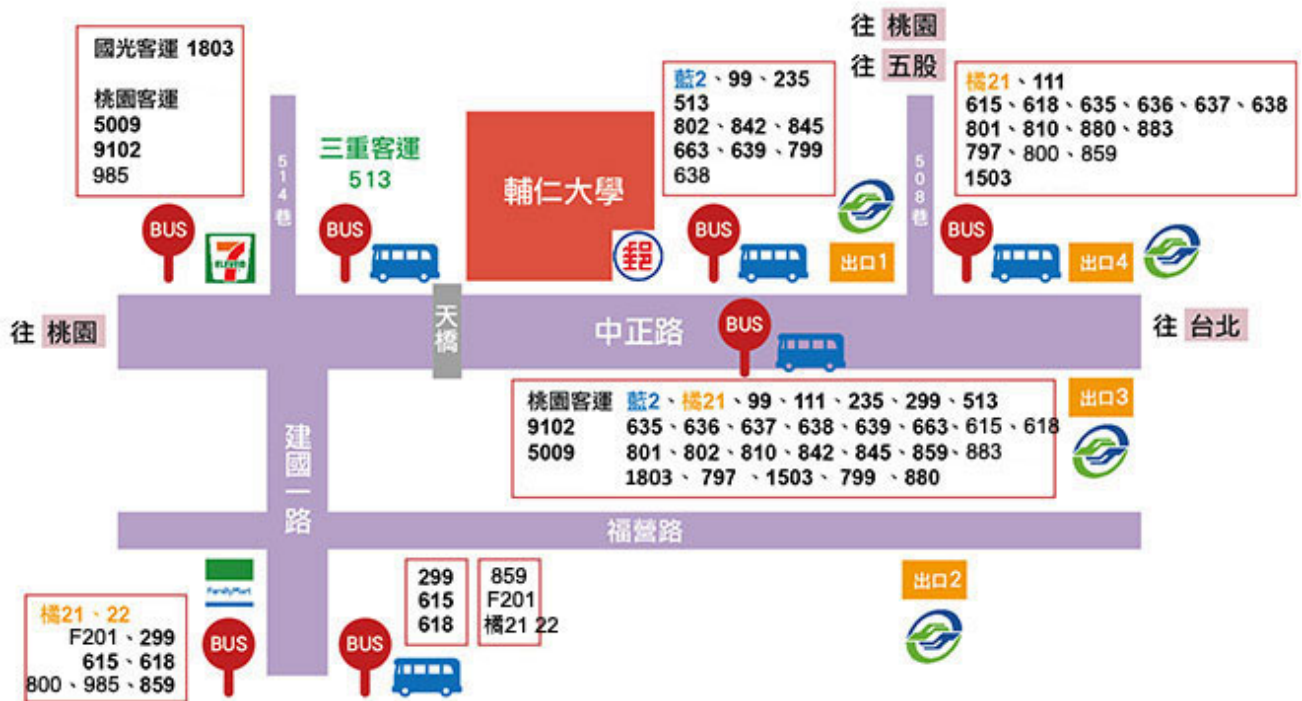 國光客運 1803
桃園客運
5009
9102
985
BUS
7
ELEVEN
514巷
三重客運
513
BUS
輔仁大學
郵
藍2、99、235
513
802、842、845
663、639、799
638
BUS
出口1
往 桃園
往 五股
508巷
橘21、111
615、618、635、636、637、638
801、810、880、883
797、800、859
1503
BUS
出口4
往 桃園
天橋
中正路
BUS
往 台北
桃園客運 藍2、橘21、99、111、235、299、513
9102 635、636、637、638、639、663、615、618
5009 801、802、810、842、845、859、883
1803、797、1503、799、880
出口3
建國一路
福營路
FamilyMart
橘21、22
F201、299
615、618
800、985、859
BUS
BUS
299
615
618
859
F201
橘21 22
出口2